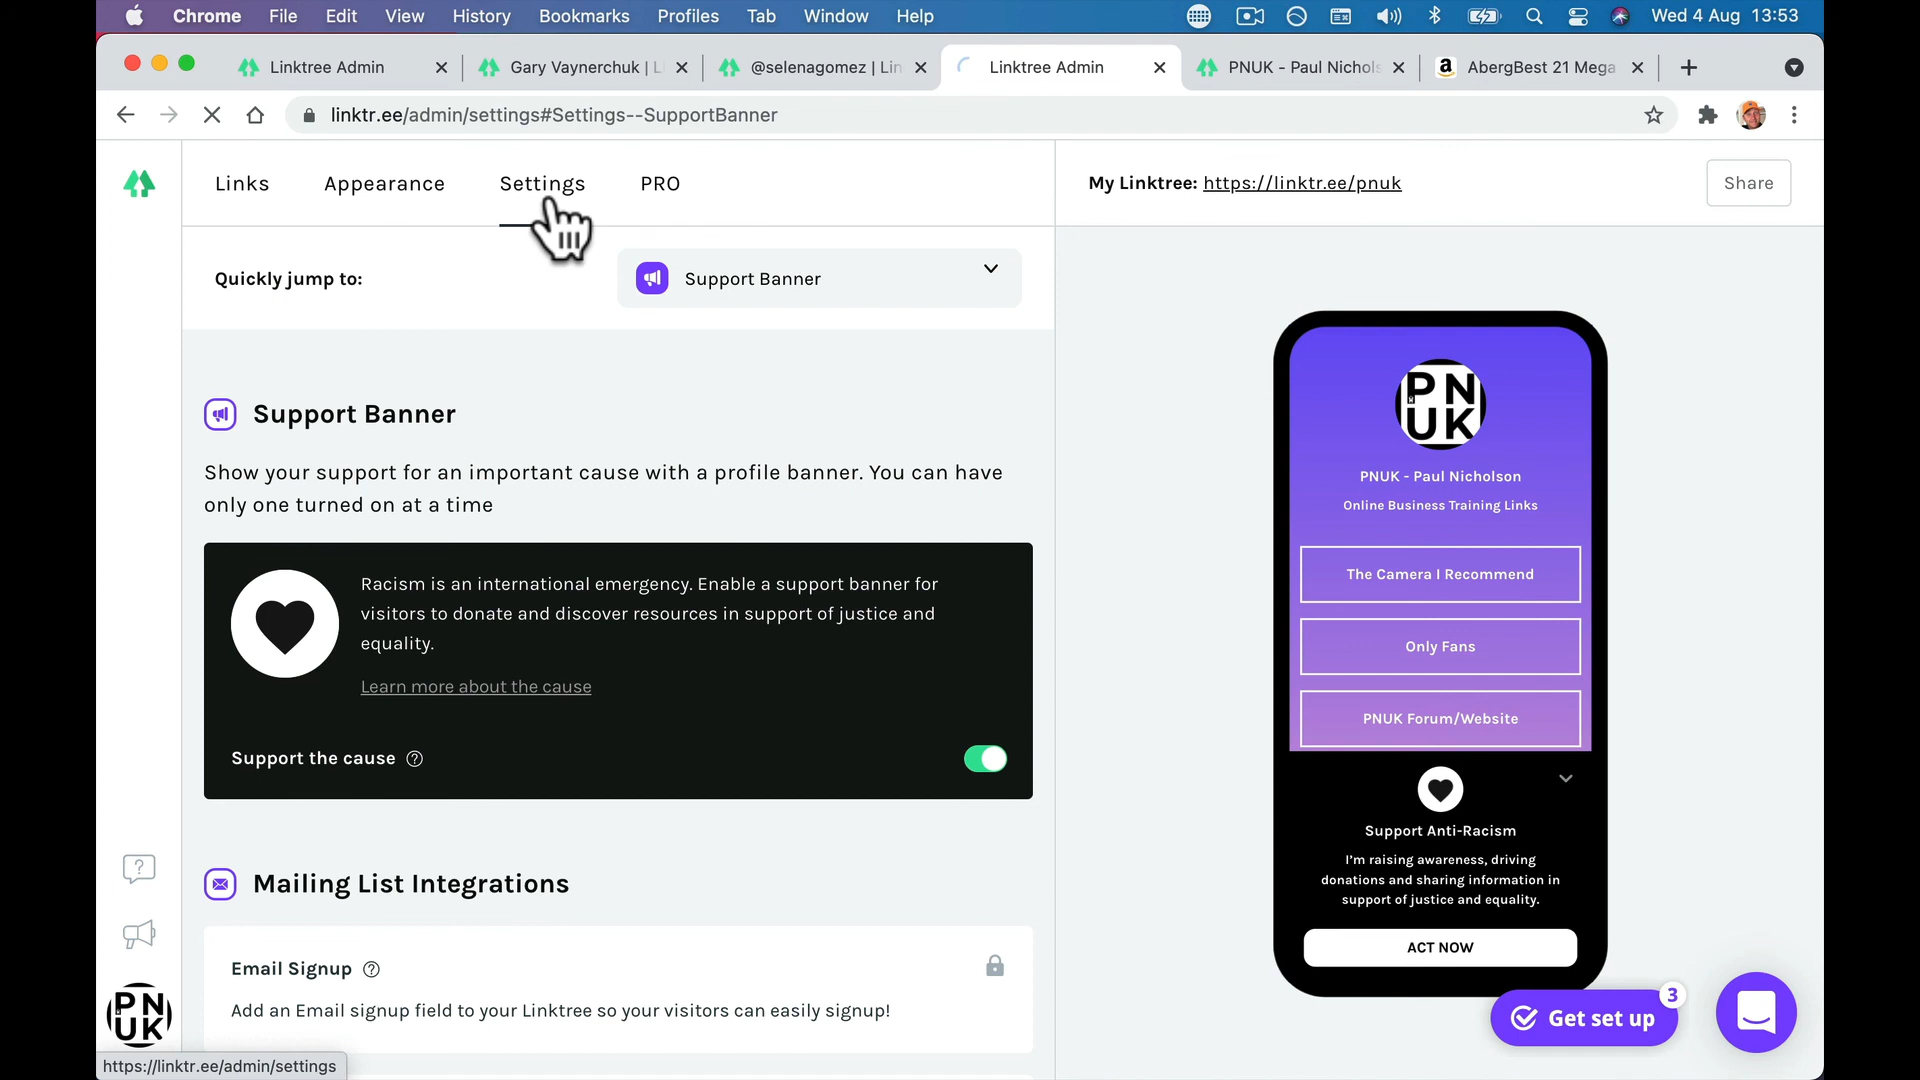 Chrome File Edit View History Bookmarks Profiles Tab Window Help Wed 4 Aug 13:53
Linktree Admin Gary Vaynerchuk | L @selenagomez | Lin Linktree Admin PNUK - Paul Nichols AbergBest 21 Mega
linktr.ee/admin/settings#Settings--SupportBanner
Links Appearance Settings PRO
My Linktree: https://linktr.ee/pnuk Share
Quickly jump to: Support Banner
Support Banner
Show your support for an important cause with a profile banner. You can have
only one turned on at a time
Racism is an international emergency. Enable a support banner for
visitors to donate and discover resources in support of justice and
equality.
Learn more about the cause
Support the cause ?
Mailing List Integrations
Email Signup ?
Add an Email signup field to your Linktree so your visitors can easily signup!
PN
UK
PNUK - Paul Nicholson
Online Business Training Links
The Camera I Recommend
Only Fans
PNUK Forum/Website
Support Anti-Racism
I'm raising awareness, driving
donations and sharing information in
support of justice and equality.
ACT NOW
Get set up 3
?
PN
UK
https://linktr.ee/admin/settings